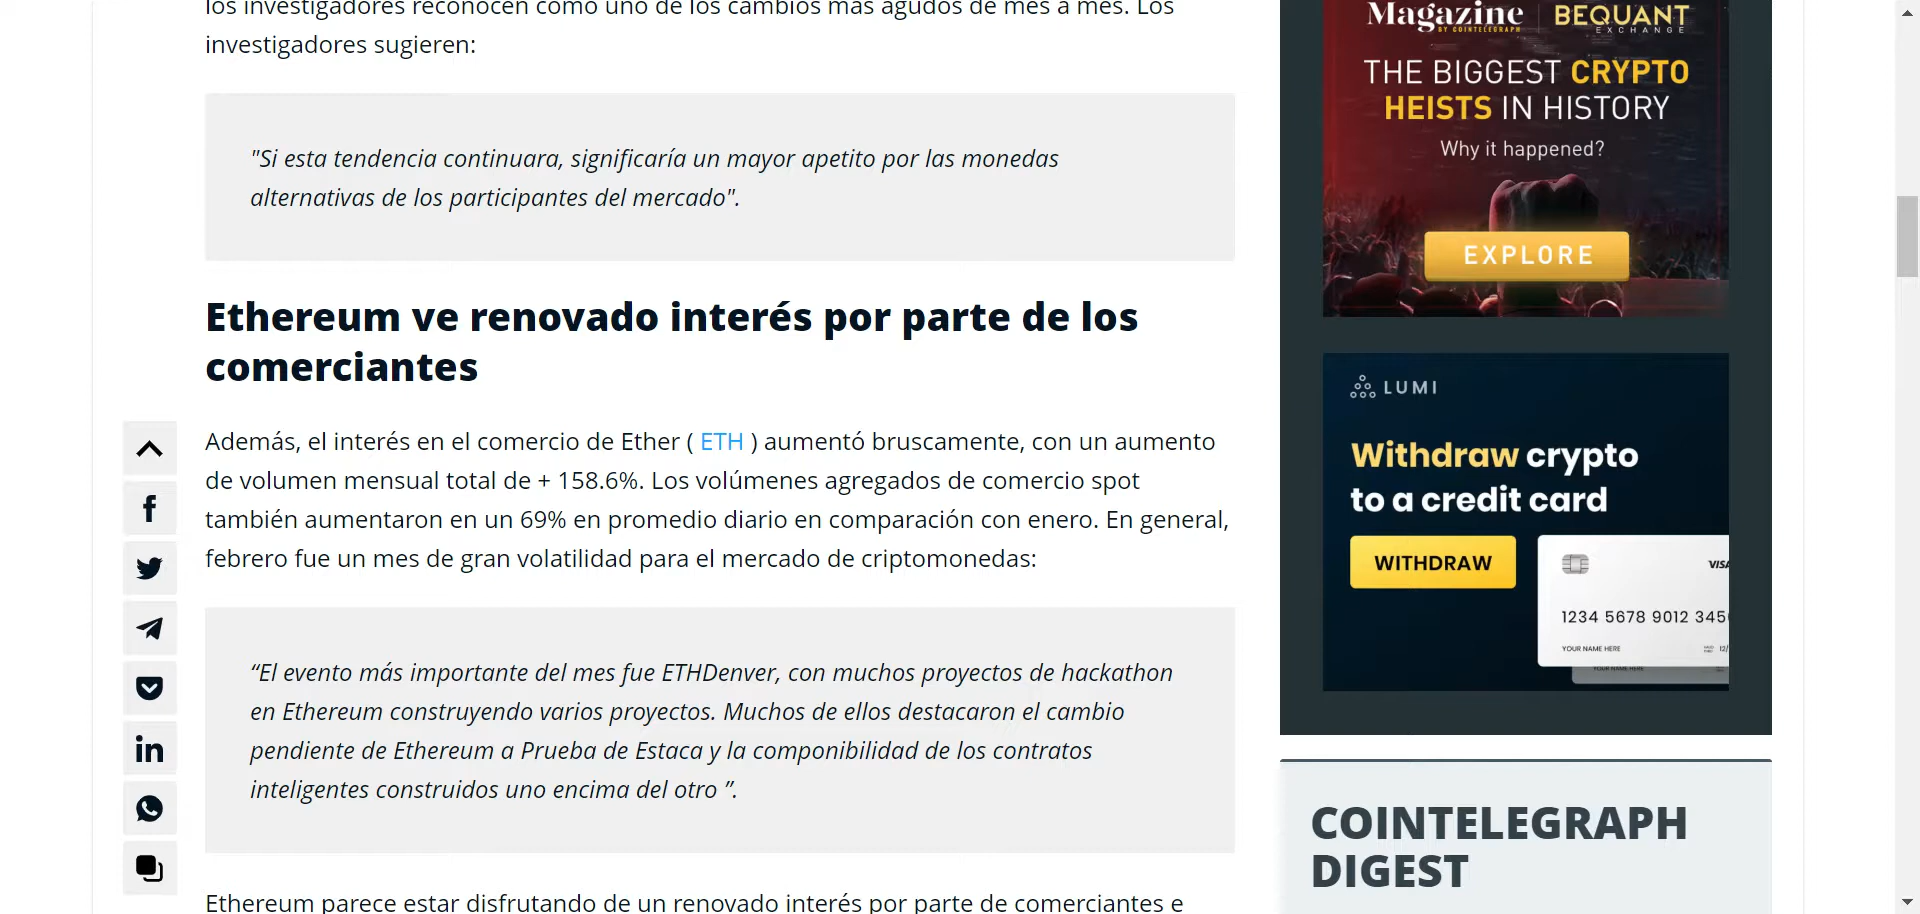 los investigadores reconocen como uno de los cambios más agudos de mes a mes. Los
investigadores sugieren:
"Si esta tendencia continuara, significaría un mayor apetito por las monedas
alternativas de los participantes del mercado".
Ethereum ve renovado interés por parte de los
comerciantes
Además, el interés en el comercio de Ether ( ETH ) aumentó bruscamente, con un aumento
de volumen mensual total de + 158.6%. Los volúmenes agregados de comercio spot
también aumentaron en un 69% en promedio diario en comparación con enero. En general,
febrero fue un mes de gran volatilidad para el mercado de criptomonedas:
“El evento más importante del mes fue ETHDenver, con muchos proyectos de hackathon
en Ethereum construyendo varios proyectos. Muchos de ellos destacaron el cambio
pendiente de Ethereum a Prueba de Estaca y la componibilidad de los contratos
inteligentes construidos uno encima del otro ”.
Ethereum parece estar disfrutando de un renovado interés por parte de comerciantes e
Magazine BEQUANT
BY COINTELEGRAPH EXCHANGE
THE BIGGEST CRYPTO
HEISTS IN HISTORY
Why it happened?
EXPLORE
LUMI
Withdraw crypto
to a credit card
WITHDRAW
VISA
1234 5678 9012 3456
YOUR NAME HERE
YOUR NAME HERE
COINTELEGRAPH
DIGEST